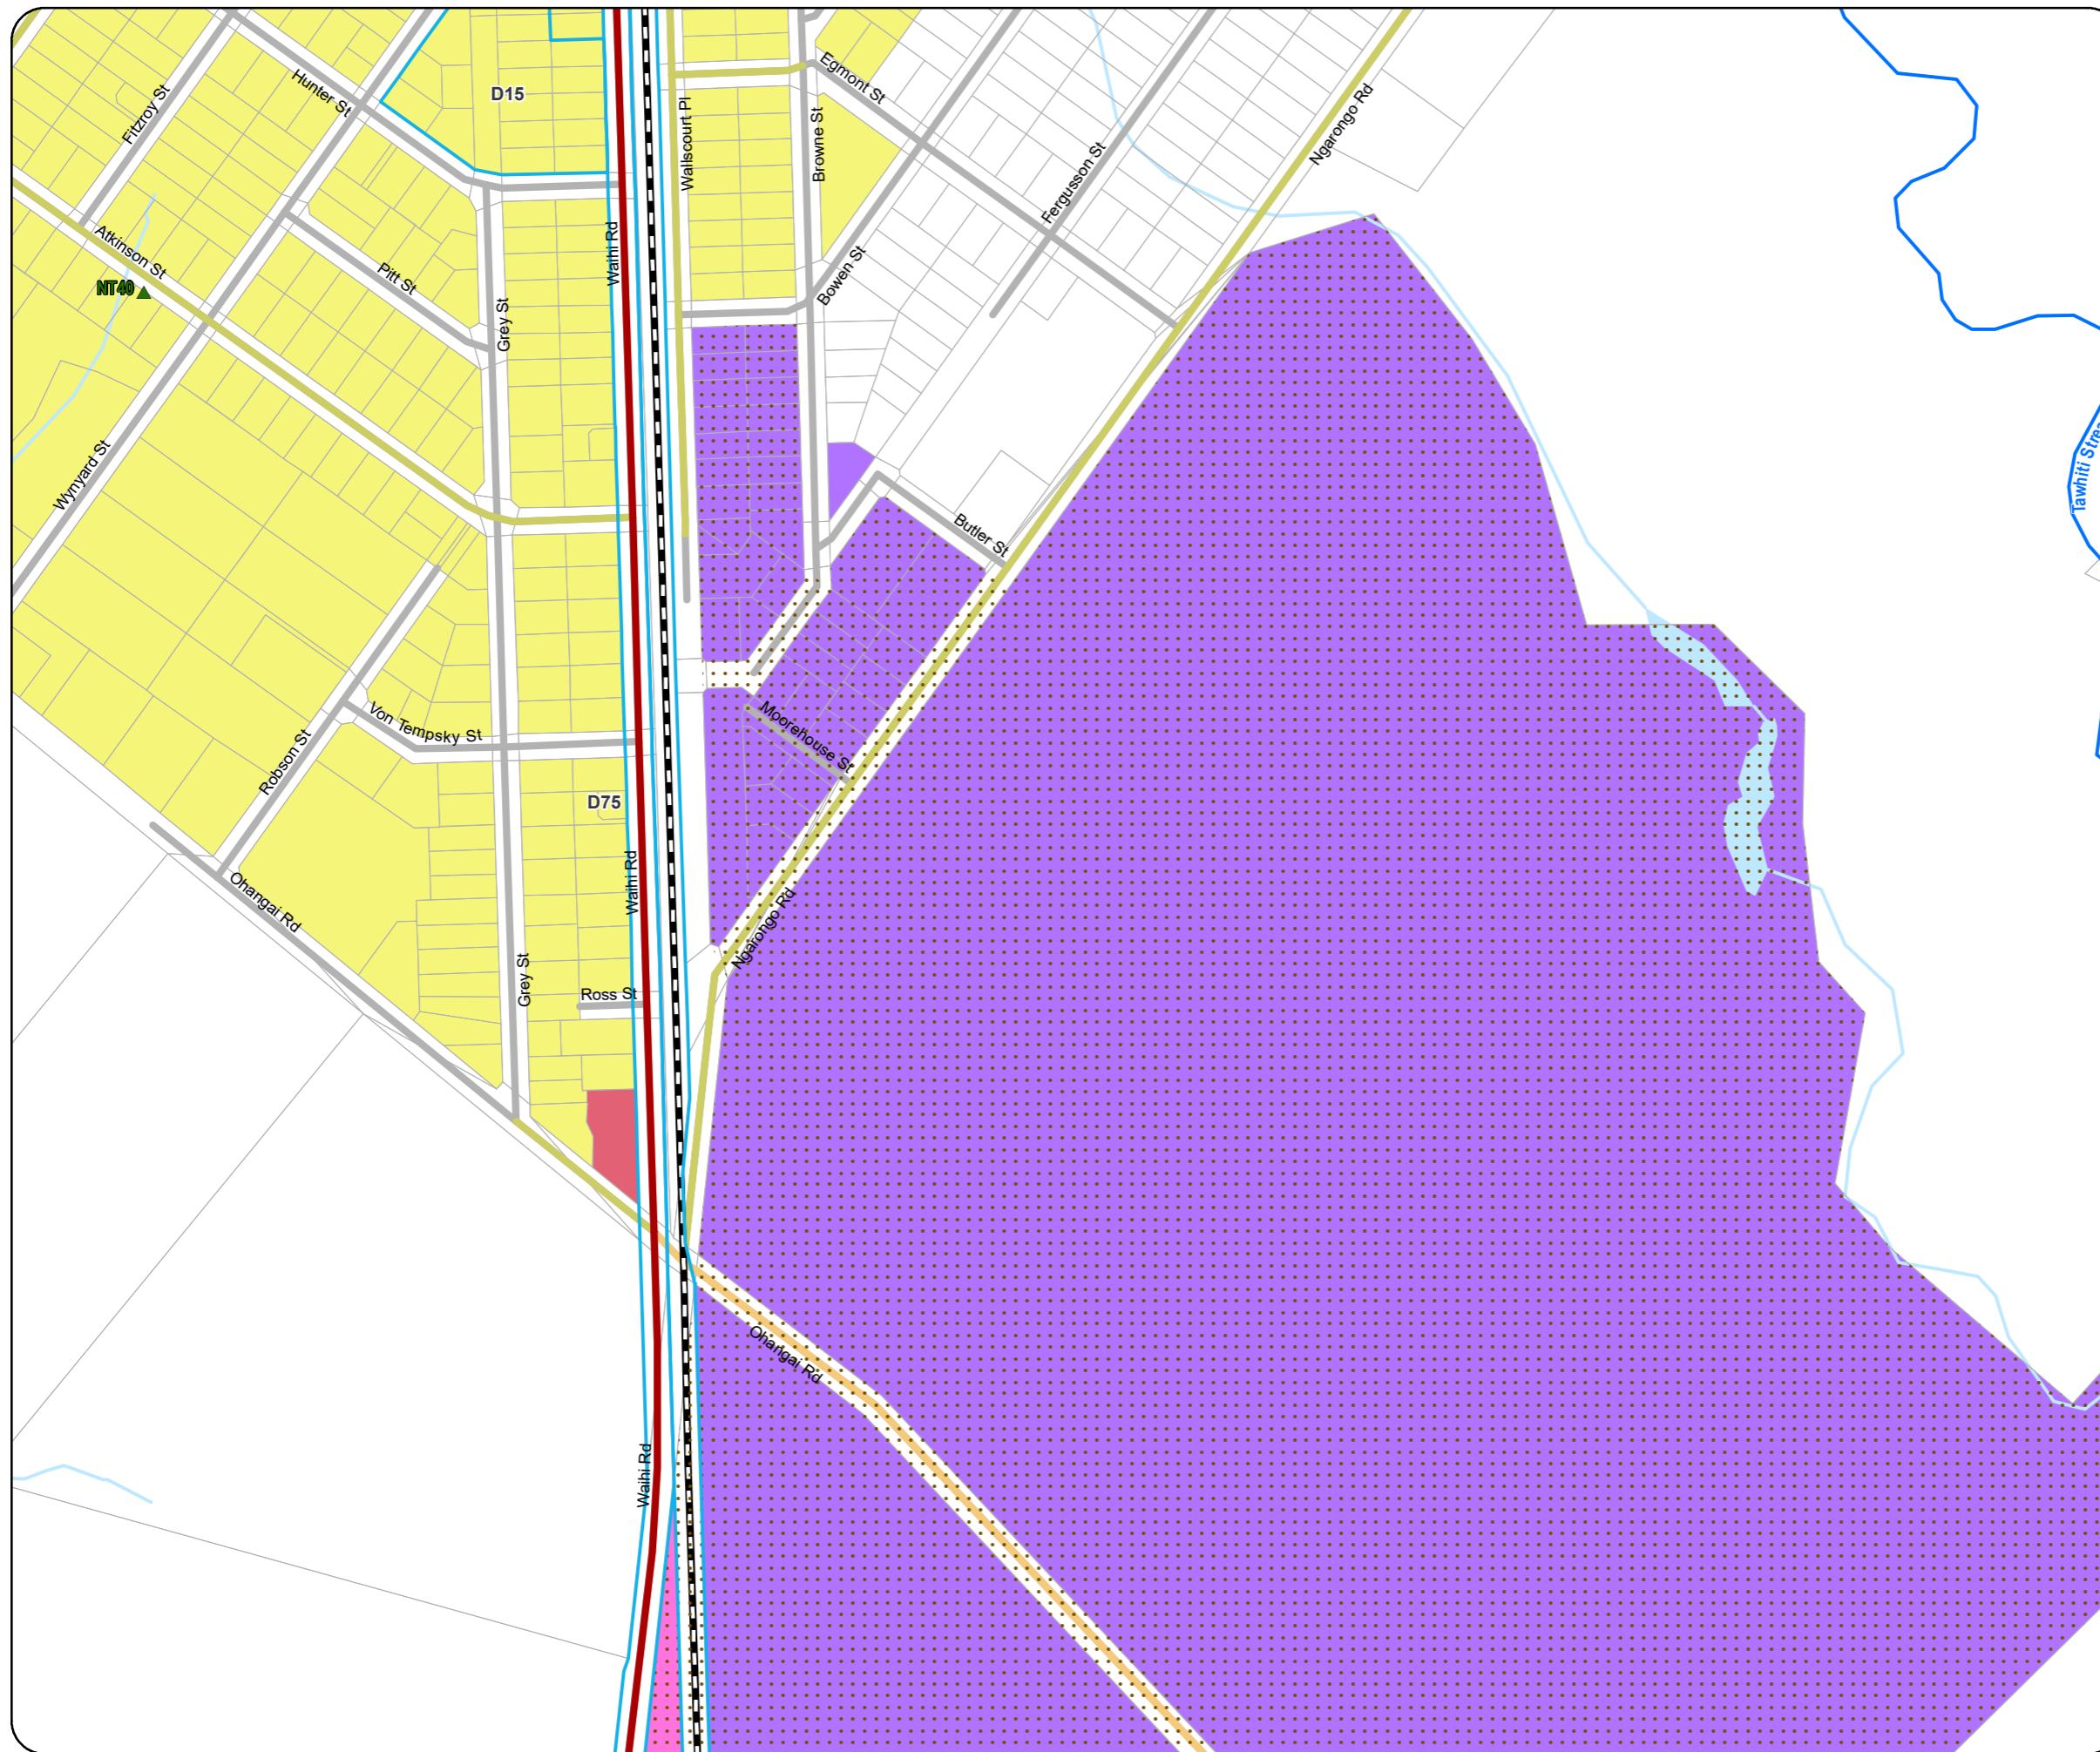 Hunter St
D15
Egmont St
Fitzroy St
Wallscourt Pl
Browne St
Ngarongo Rd
Fergusson St
Atkinson St
NT40
Pitt St
Waihi Rd
Bowen St
Grey St
Wynyard St
Tawhiti
Butler St
Von Tempsky St
Moorehouse St
Robson St
D75
Waihi Rd
Ohangai Rd
Ngarongo Rd
Grey St
Ross St
Ohangai Rd
Waihi Rd